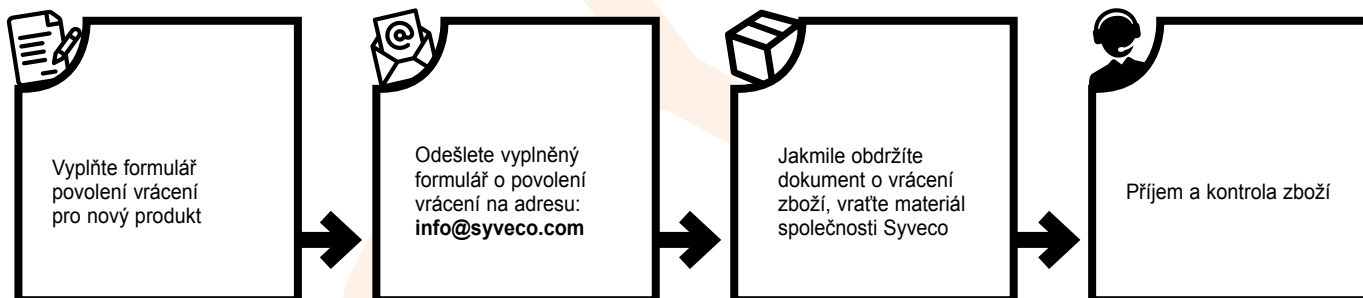 Vyplňte formulář
povolení vrácení
pro nový produkt
Odešlete vyplněný
formulář o povolení
vrácení na adresu:
info@syveco.com
Jakmile obdržíte
dokument o vrácení
zboží, vraťte materiál
společnosti Syveco
Příjem a kontrola zboží